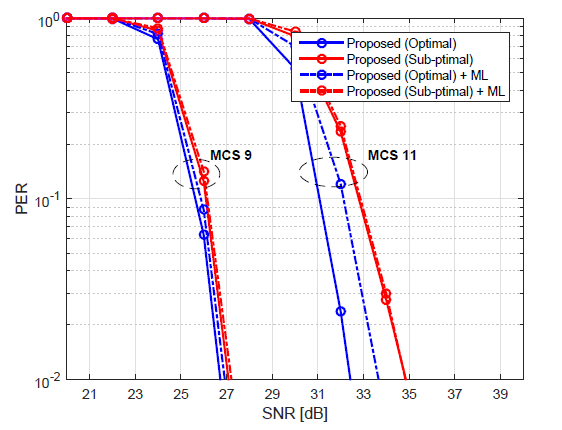 10^0
Proposed (Optimal)
Proposed (Sub-ptimal)
Proposed (Optimal) + ML
Proposed (Sub-ptimal) + ML
MCS 9
MCS 11
PER
10^-1
10^-2
21 23 25 27 29 31 33 35 37 39
SNR [dB]